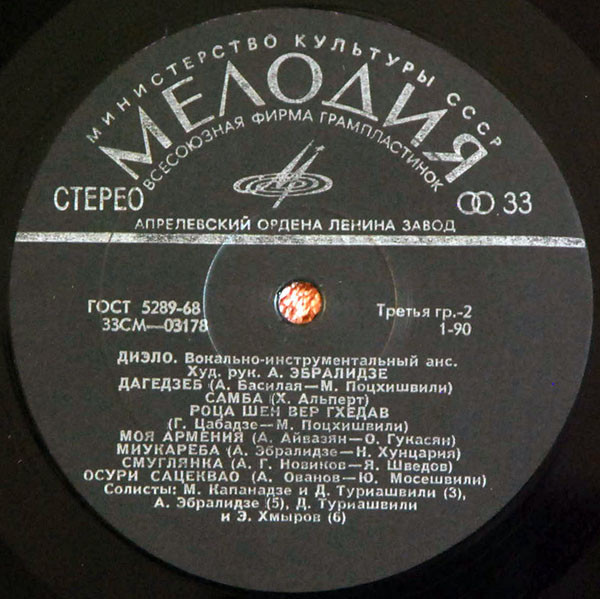 МИНИСТЕРСТВО КУЛЬТУРЫ СССР
МЕЛОДИЯ
ВСЕСОЮЗНАЯ ФИРМА ГРАМПЛАСТИНОК
СТЕРЕО 33
АПРЕЛЕВСКИЙ ОРДЕНА ЛЕНИНА ЗАВОД
ГОСТ 5289-68 Третья гр.-2
33СМ—03178 1-90
ДИЭЛО. Вокально-инструментальный анс.
Худ. рук. А. ЭБРАЛИДЗЕ
ДАГЕДЗЕБ (А. Басилая—М. Поцхишвили)
САМБА (Х. Альперт)
РОЦА ШЕН ВЕР ГХЕДАВ
(Г. Цабадзе — М. Поцхишвили)
МОЯ АРМЕНИЯ (А. Айвазян—О. Гукасян)
МИУКАРЕБА (А. Эбралидзе—Н. Хунцария)
СМУГЛЯНКА (А. Г. Новиков—Я. Шведов)
ОСУРИ САЦЕКВАО (А. Ованов—Ю. Мосешвили)
Солисты: М. Капанадзе и Д. Туриашвили (3),
А. Эбралидзе (5), Д. Туриашвили
и Э. Хмыров (6)